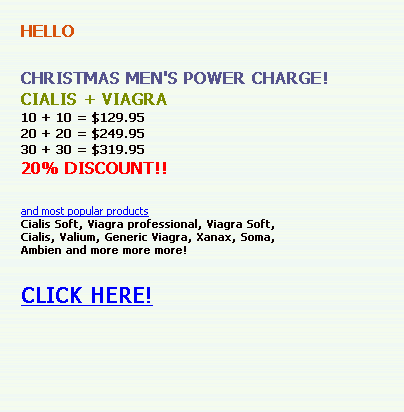 HELLO
CHRISTMAS MEN'S POWER CHARGE!
CIALIS + VIAGRA
10 + 10 = $129.95
20 + 20 = $249.95
30 + 30 = $319.95
20% DISCOUNT!!
and most popular products
Cialis Soft, Viagra professional, Viagra Soft,
Cialis, Valium, Generic Viagra, Xanax, Soma,
Ambien and more more more!
CLICK HERE!